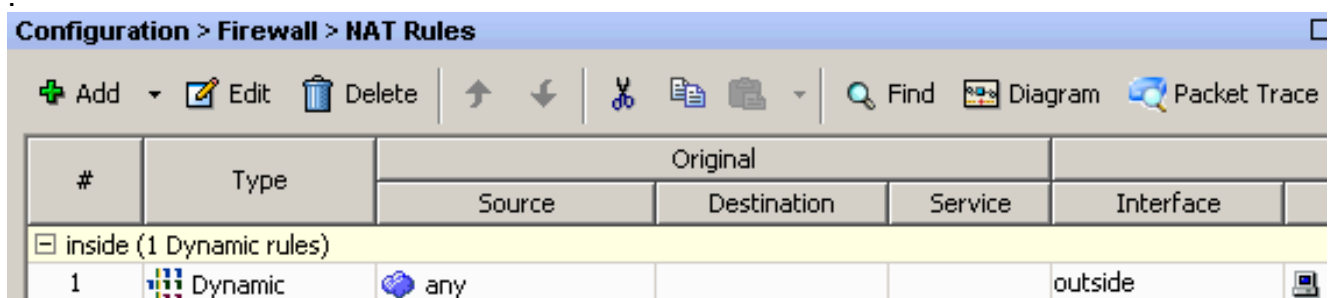 Configuration > Firewall > NAT Rules
Add Edit Delete Find Diagram Packet Trace
# Type Original
Source Destination Service Interface
inside (1 Dynamic rules)
1 Dynamic any outside